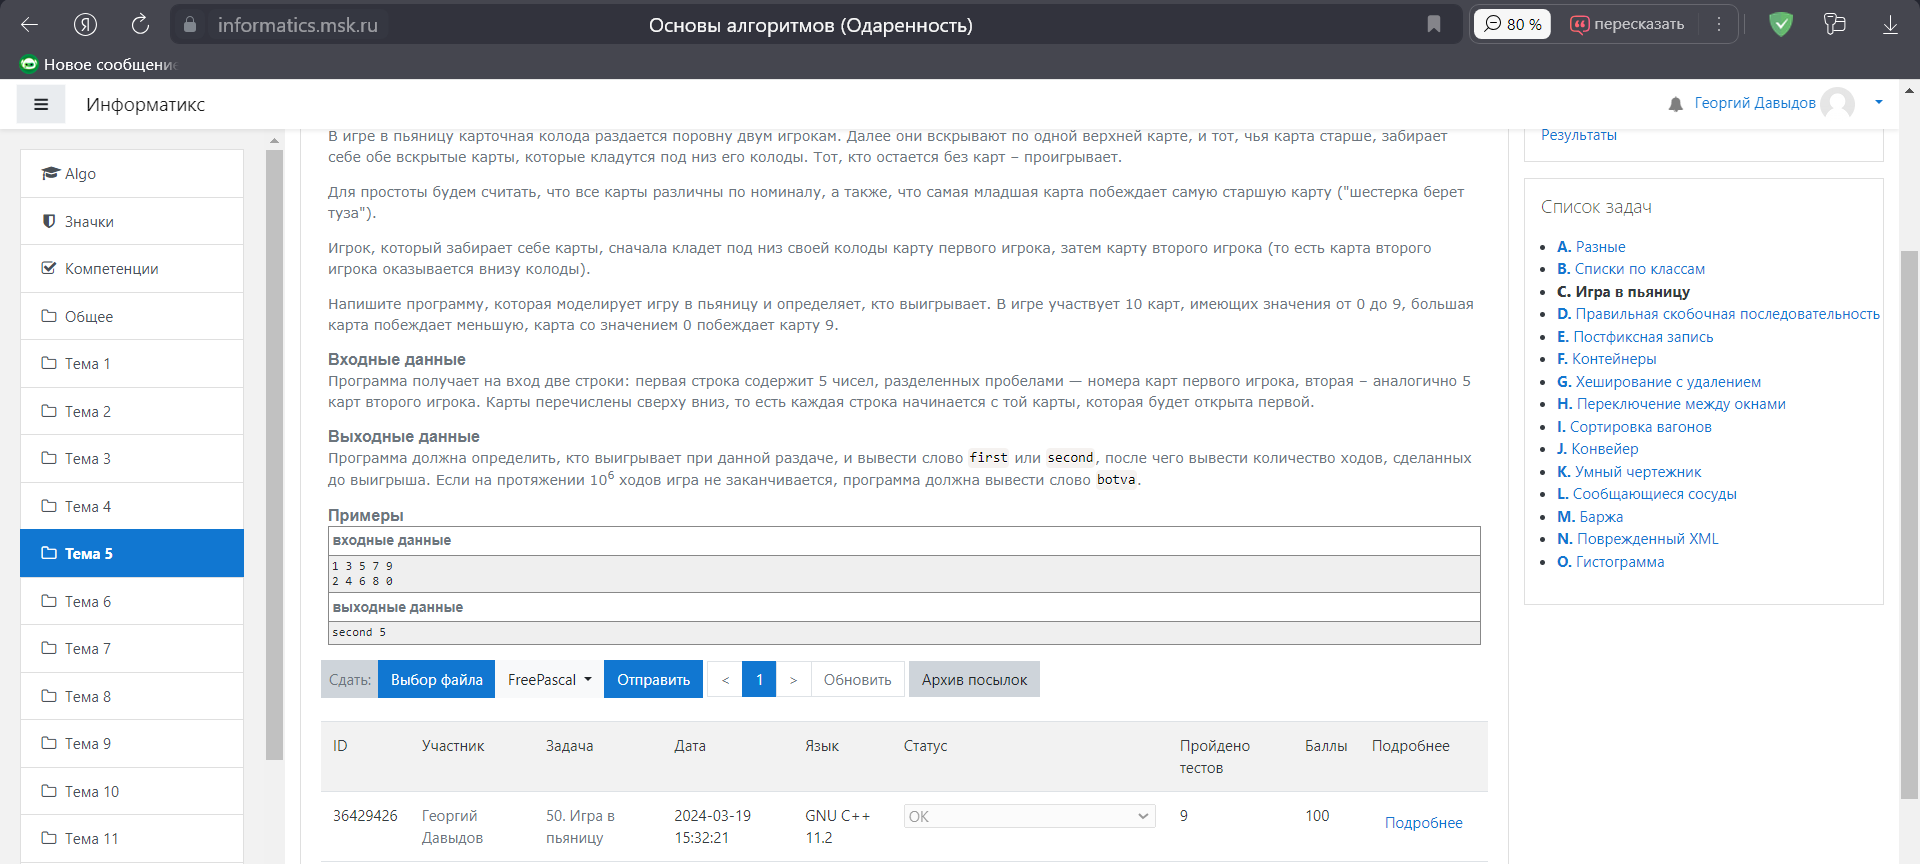 informatics.msk.ru
Основы алгоритмов (Одаренность)
80 %
пересказать
Новое сообщение
Информатикс
Георгий Давыдов
Algo
Значки
Компетенции
Общее
Тема 1
Тема 2
Тема 3
Тема 4
Тема 5
Тема 6
Тема 7
Тема 8
Тема 9
Тема 10
Тема 11
В игре в пьяницу карточная колода раздается поровну двум игрокам. Далее они вскрывают по одной верхней карте, и тот, чья карта старше, забирает
себе обе вскрытые карты, которые кладутся под низ его колоды. Тот, кто остается без карт – проигрывает.
Для простоты будем считать, что все карты различны по номиналу, а также, что самая младшая карта побеждает самую старшую карту ("шестерка берет
туза").
Игрок, который забирает себе карты, сначала кладет под низ своей колоды карту первого игрока, затем карту второго игрока (то есть карта второго
игрока оказывается внизу колоды).
Напишите программу, которая моделирует игру в пьяницу и определяет, кто выигрывает. В игре участвует 10 карт, имеющих значения от 0 до 9, большая
карта побеждает меньшую, карта со значением 0 побеждает карту 9.
Входные данные
Программа получает на вход две строки: первая строка содержит 5 чисел, разделенных пробелами — номера карт первого игрока, вторая – аналогично 5
карт второго игрока. Карты перечислены сверху вниз, то есть каждая строка начинается с той карты, которая будет открыта первой.
Выходные данные
Программа должна определить, кто выигрывает при данной раздаче, и вывести слово first или second, после чего вывести количество ходов, сделанных
до выигрыша. Если на протяжении 10⁶ ходов игра не заканчивается, программа должна вывести слово botva.
Примеры
входные данные
1 3 5 7 9
2 4 6 8 0
выходные данные
second 5
Сдать: Выбор файла FreePascal Отправить < 1 > Обновить Архив посылок
ID Участник Задача Дата Язык Статус Пройдено Баллы Подробнее
тестов
36429426 Георгий 50. Игра в 2024-03-19 GNU C++ OK 9 100 Подробнее
Давыдов пьяницу 15:32:21 11.2
Результаты
Список задач
A. Разные
B. Списки по классам
C. Игра в пьяницу
D. Правильная скобочная последовательность
E. Постфиксная запись
F. Контейнеры
G. Хеширование с удалением
H. Переключение между окнами
I. Сортировка вагонов
J. Конвейер
K. Умный чертежник
L. Сообщающиеся сосуды
M. Баржа
N. Поврежденный XML
O. Гистограмма